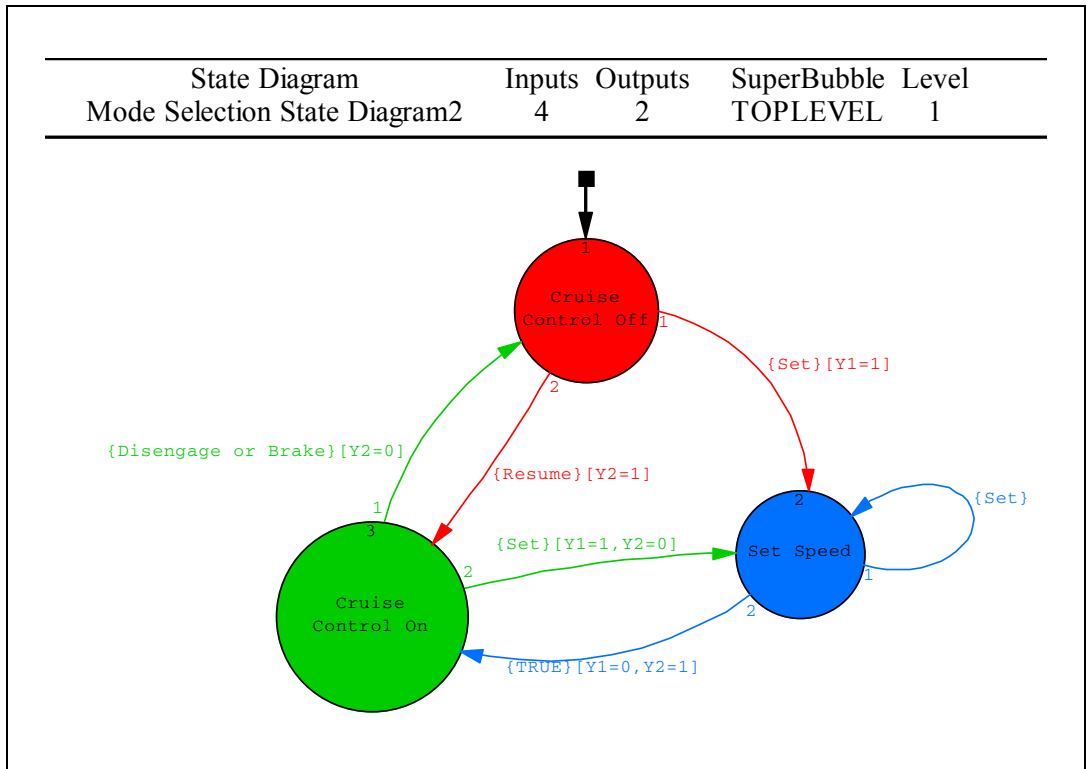 State Diagram Inputs Outputs SuperBubble Level
Mode Selection State Diagram2 4 2 TOPLEVEL 1
1
Cruise
Control Off
1
{Set}[Y1=1]
2
{Disengage or Brake}[Y2=0]
{Resume}[Y2=1]
1
3
2
{Set}
{Set}[Y1=1,Y2=0]
Set Speed
2
1
Cruise
Control On
2
{TRUE}[Y1=0,Y2=1]